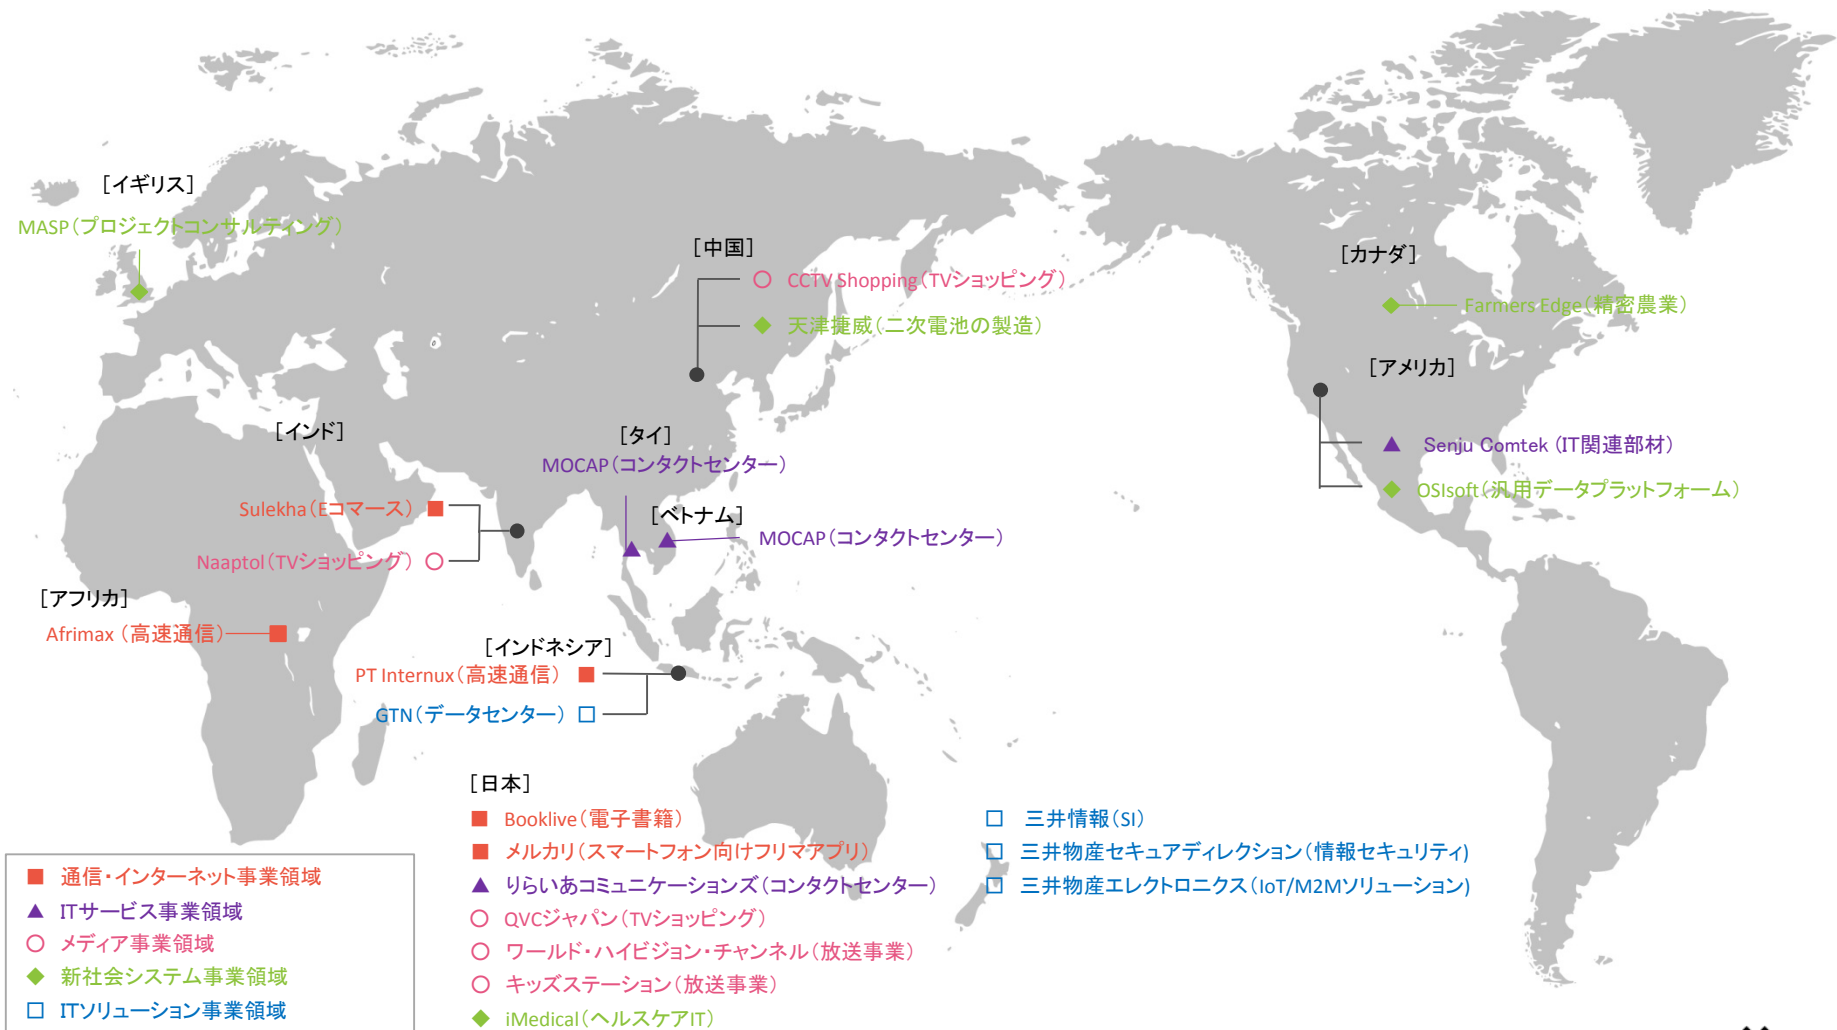 [イギリス]
MASP(プロジェクトコンサルティング)
[中国]
CCTV Shopping(TVショッピング)
天津捷威(二次電池の製造)
[カナダ]
Farmers Edge(精密農業)
[アメリカ]
Senju Comtek (IT関連部材)
OSIsoft(汎用データプラットフォーム)
[インド]
Sulekha(Eコマース)
Naaptol(TVショッピング)
[タイ]
MOCAP(コンタクトセンター)
[ベトナム]
MOCAP(コンタクトセンター)
[アフリカ]
Afrimax (高速通信)
[インドネシア]
PT Internux(高速通信)
GTN(データセンター)
[日本]
Booklive(電子書籍)
メルカリ(スマートフォン向けフリマアプリ)
りらいあコミュニケーションズ(コンタクトセンター)
QVCジャパン(TVショッピング)
ワールド・ハイビジョン・チャンネル(放送事業)
キッズステーション(放送事業)
iMedical(ヘルスケアIT)
三井情報(SI)
三井物産セキュアディレクション(情報セキュリティ)
三井物産エレクトロニクス(IoT/M2Mソリューション)
通信・インターネット事業領域
ITサービス事業領域
メディア事業領域
新社会システム事業領域
ITソリューション事業領域